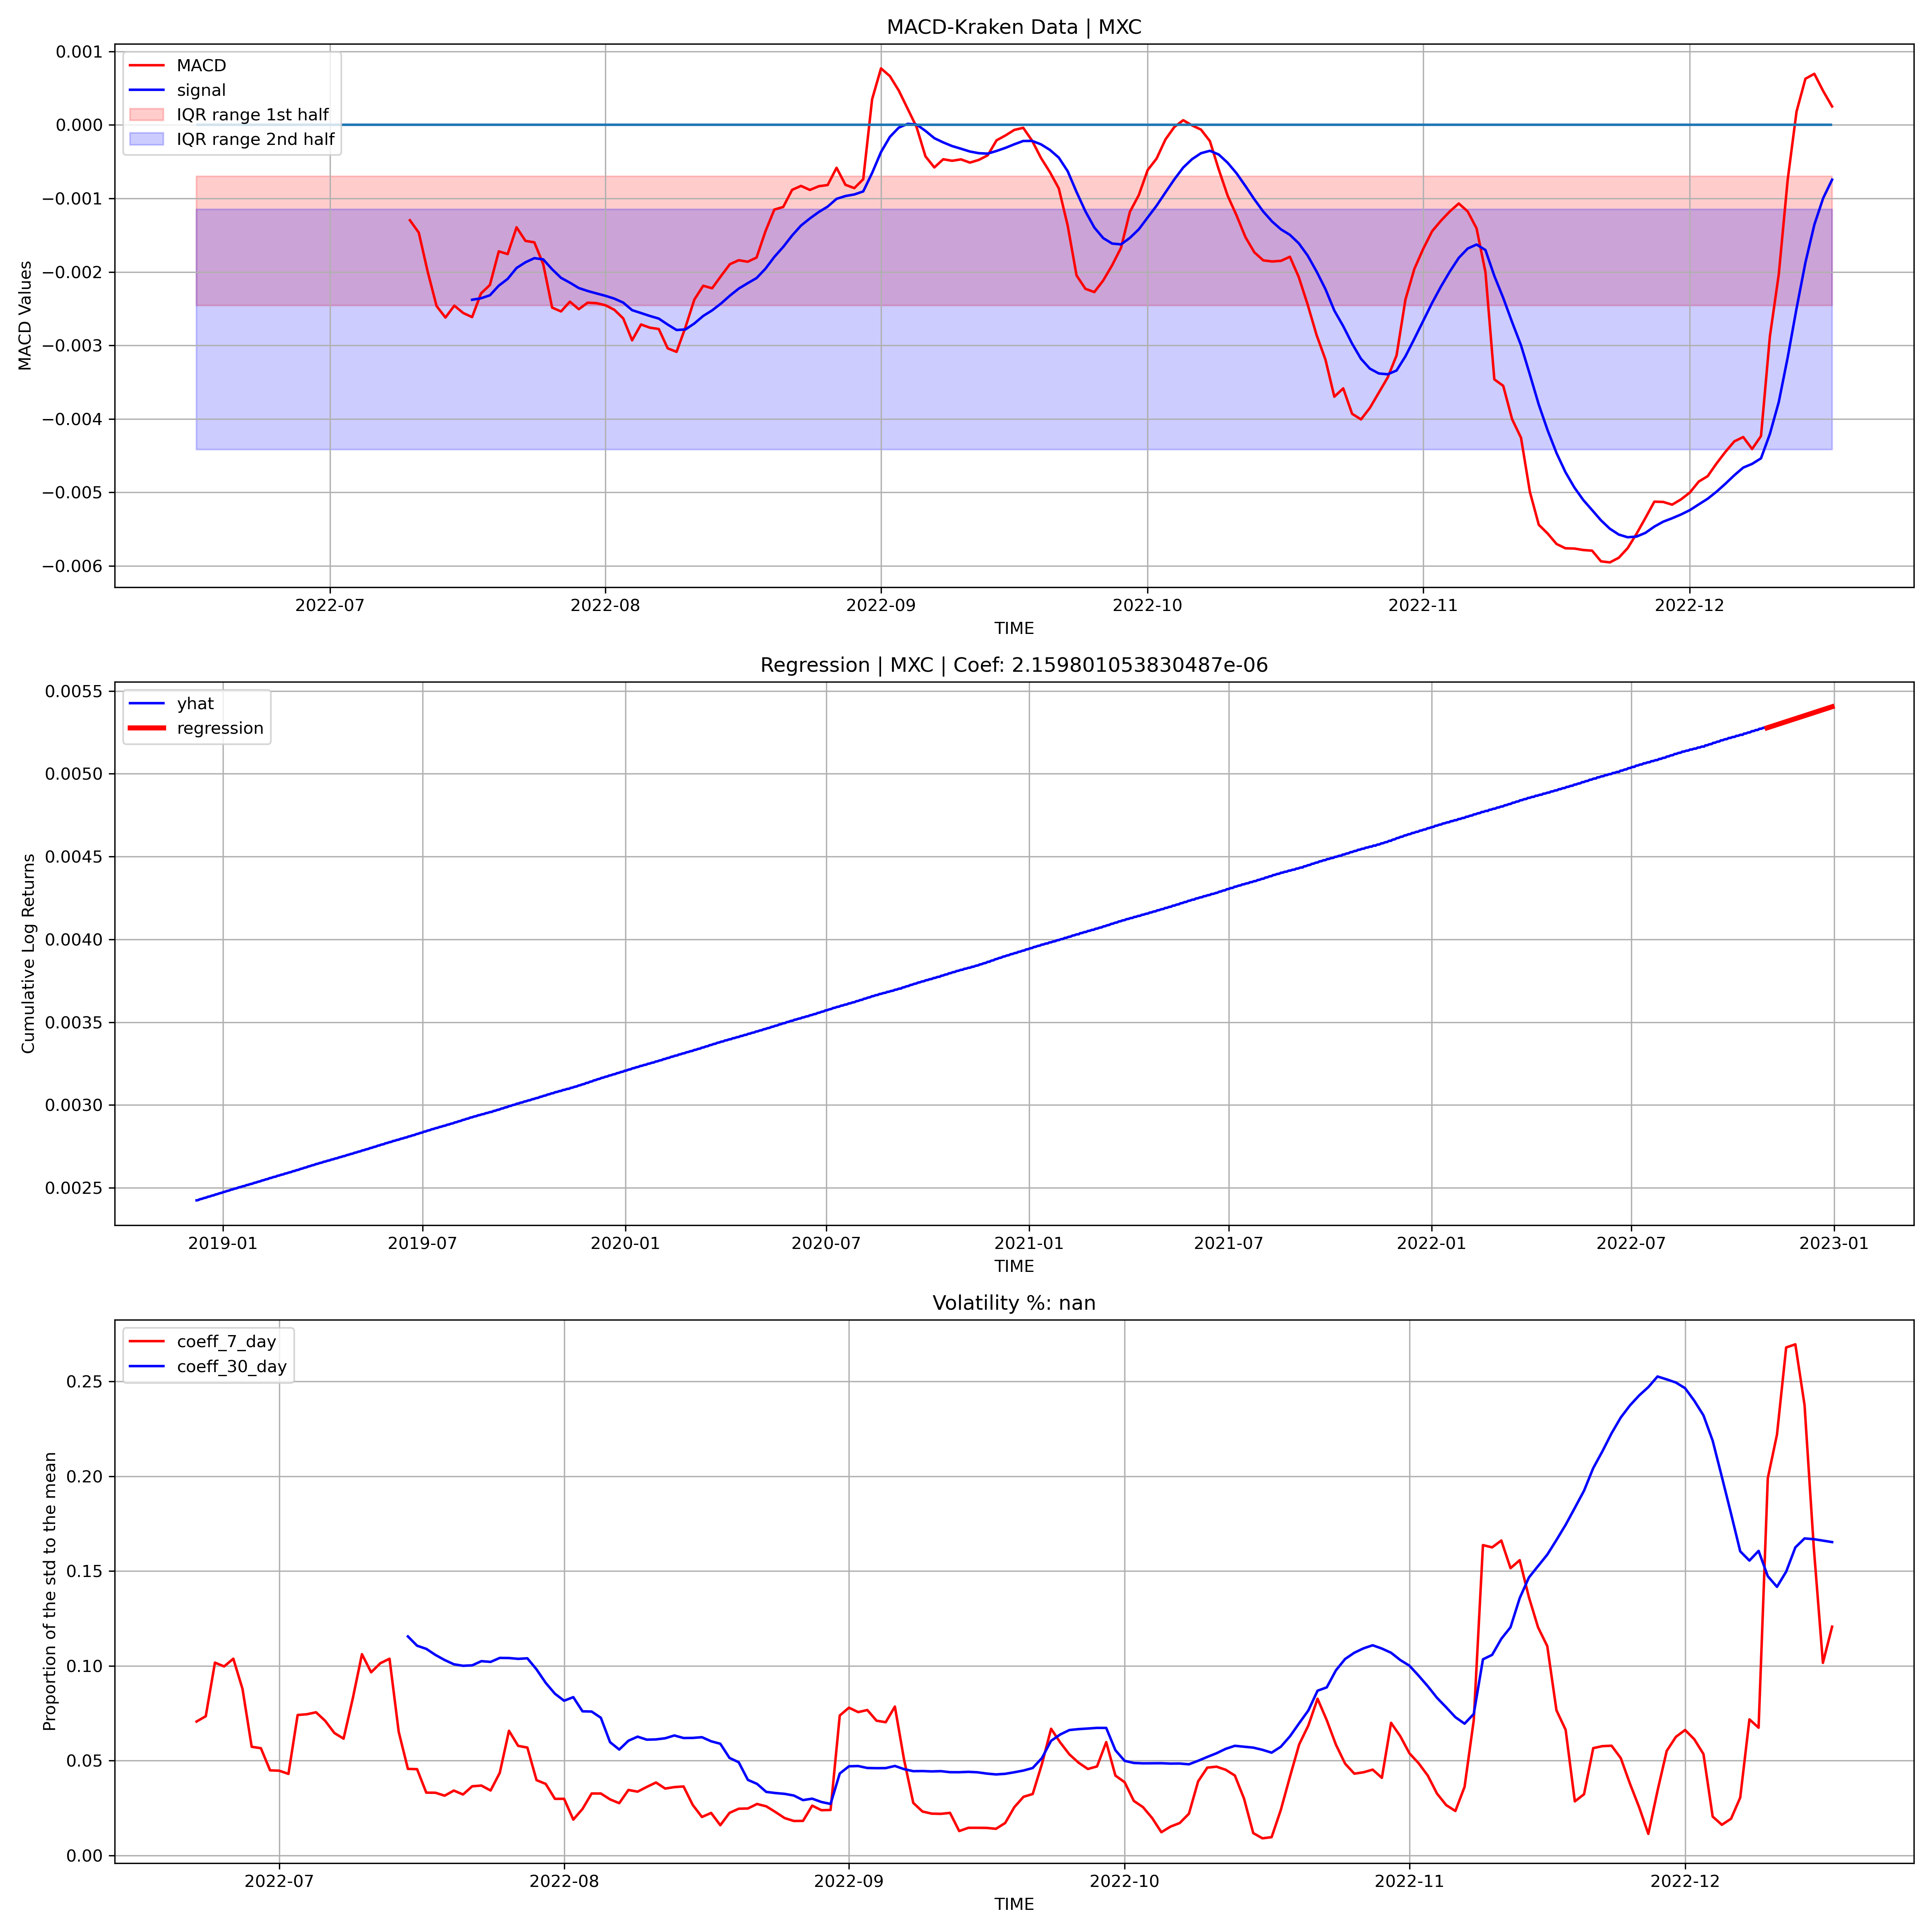 MACD-Kraken Data | MXC
MACD
signal
IQR range 1st half
IQR range 2nd half
MACD Values
0.001
0.000
−0.001
−0.002
−0.003
−0.004
−0.005
−0.006
2022-07 2022-08 2022-09 2022-10 2022-11 2022-12
TIME
Regression | MXC | Coef: 2.159801053830487e-06
yhat
regression
Cumulative Log Returns
0.0055
0.0050
0.0045
0.0040
0.0035
0.0030
0.0025
2019-01 2019-07 2020-01 2020-07 2021-01 2021-07 2022-01 2022-07 2023-01
TIME
Volatility %: nan
coeff_7_day
coeff_30_day
Proportion of the std to the mean
0.25
0.20
0.15
0.10
0.05
0.00
2022-07 2022-08 2022-09 2022-10 2022-11 2022-12
TIME